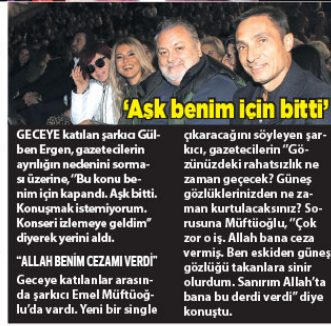 ‘Aşk benim için bitti’
GECEYE katılan şarkıcı Gül-
ben Ergen, gazetecilerin
ayrılığın nedenini sorma-
sı üzerine, “Bu konu be-
nim için kapandı. Aşk bitti.
Konuşmak istemiyorum.
Konseri izlemeye geldim”
diyerek yerini aldı.
“ALLAH BENİM CEZAMI VERDİ”
Geceye katılanlar arasın-
da şarkıcı Emel Müftüoğ-
lu’da vardı. Yeni bir single
çıkaracağını söyleyen şar-
kıcı, gazetecilerin “Gö-
zünüzdeki rahatsızlık ne
zaman geçecek? Güneş
gözlüklerinizden ne za-
man kurtulacaksınız? So-
rusuna Müftüoğlu, “Çok
zor o iş. Allah bana ceza
vermiş. Ben eskiden güneş
gözlüğü takanlara sinir
olurdum. Sanırım Allah’ta
bana bu derdi verdi” diye
konuştu.